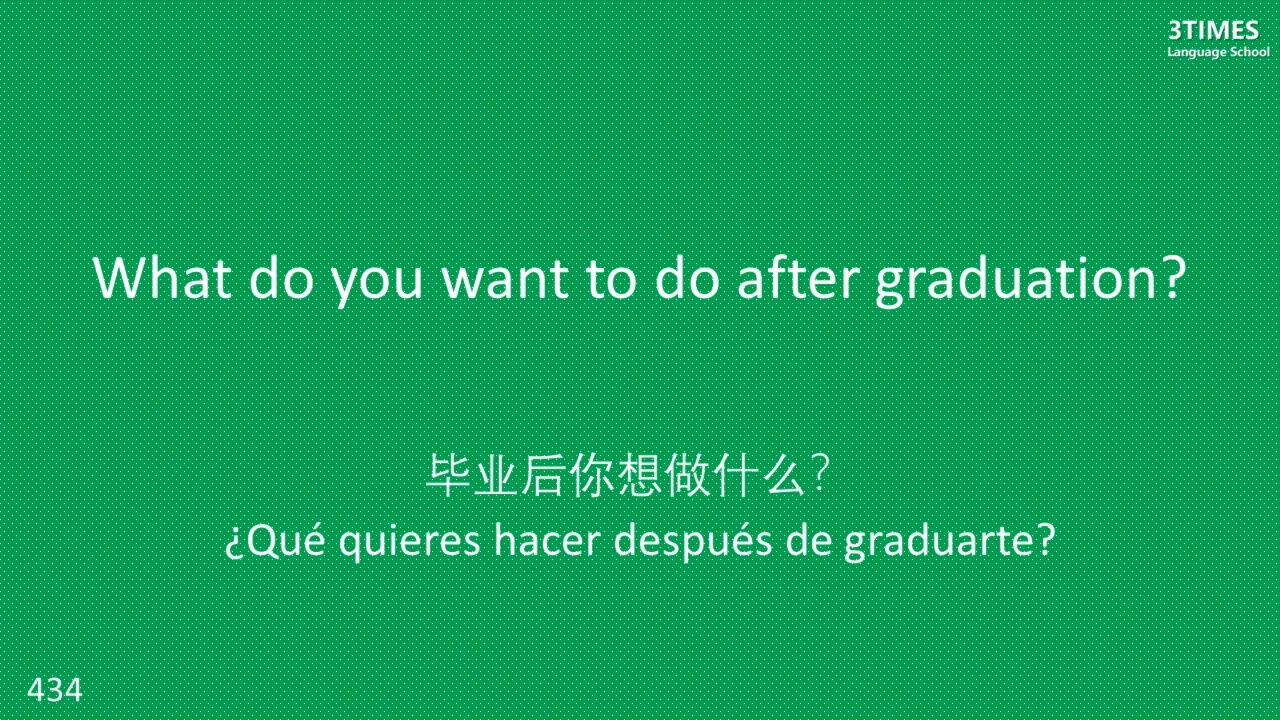 3TIMES
Language School
What do you want to do after graduation?
毕业后你想做什么？
¿Qué quieres hacer después de graduarte?
434